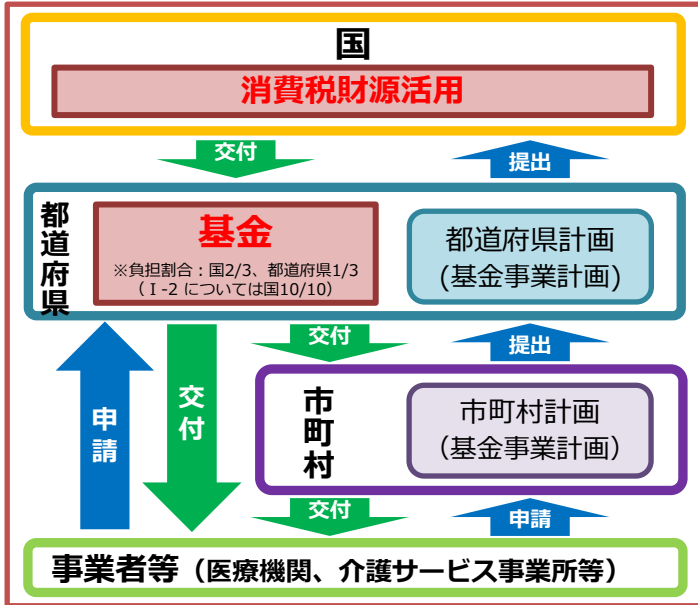 国
消費税財源活用
交付
提出
都道府県
基金
※負担割合：国2/3、都道府県1/3
（Ⅰ-2 については国10/10）
都道府県計画
(基金事業計画)
申請
交付
交付
提出
市町村
市町村計画
（基金事業計画）
交付
申請
事業者等（医療機関、介護サービス事業所等）